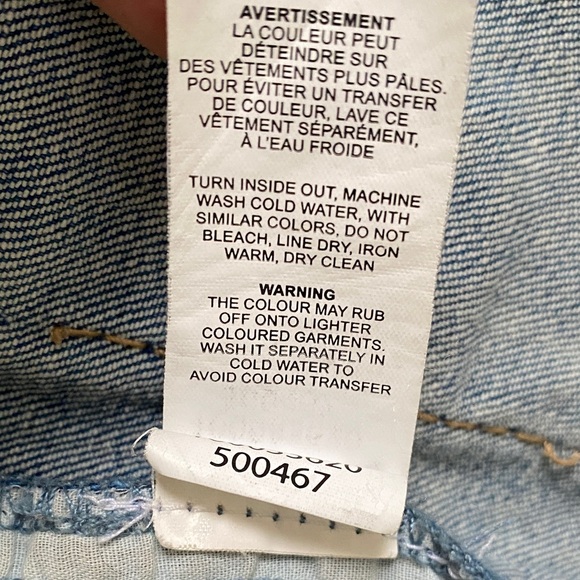 AVERTISSEMENT
LA COULEUR PEUT
DÉTEINDRE SUR
DES VÊTEMENTS PLUS PÂLES.
POUR ÉVITER UN TRANSFER
DE COULEUR, LAVE CE
VÊTEMENT SÉPARÉMENT,
À L'EAU FROIDE
TURN INSIDE OUT, MACHINE
WASH COLD WATER, WITH
SIMILAR COLORS, DO NOT
BLEACH, LINE DRY, IRON
WARM, DRY CLEAN
WARNING
THE COLOUR MAY RUB
OFF ONTO LIGHTER
COLOURED GARMENTS.
WASH IT SEPARATELY IN
COLD WATER TO
AVOID COLOUR TRANSFER
500467